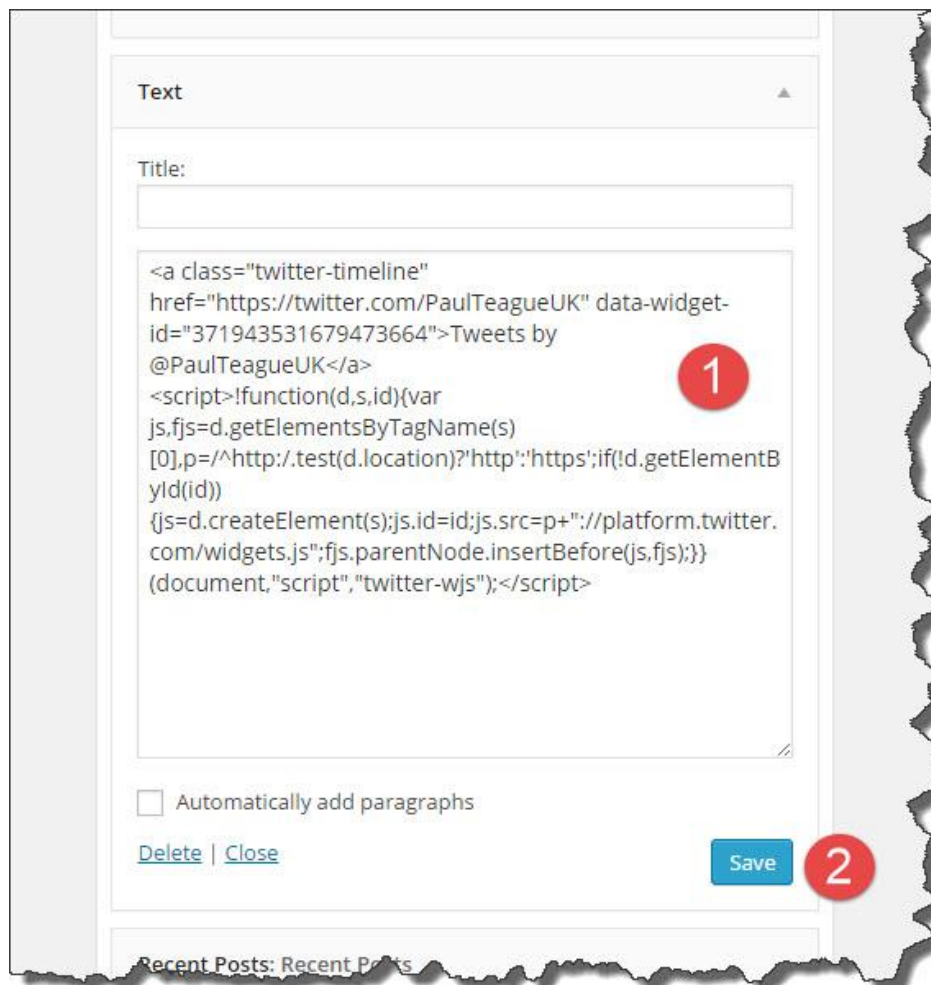 Text
Title:
<a class="twitter-timeline"
href="https://twitter.com/PaulTeagueUK" data-widget-
id="371943531679473664">Tweets by
@PaulTeagueUK</a>
<script>!function(d,s,id){var
js,fjs=d.getElementsByTagName(s)
[0],p=/^http:/.test(d.location)?'http':'https';if(!d.getElementB
yId(id))
{js=d.createElement(s);js.id=id;js.src=p+"://platform.twitter.
com/widgets.js";fjs.parentNode.insertBefore(js,fjs);}}
(document,"script","twitter-wjs");</script>
1
Automatically add paragraphs
Delete | Close
Save
2
Recent Posts: Recent Posts